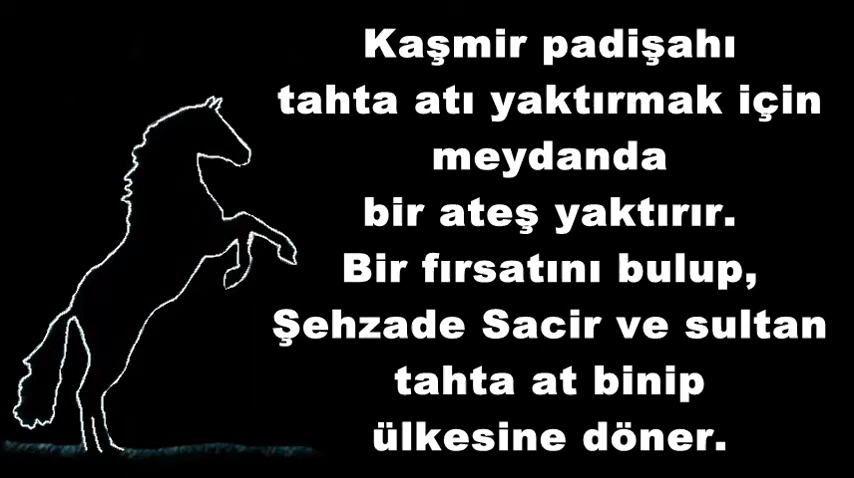 Kaşmir padişahı
tahta atı yaktırmak için
meydanda
bir ateş yaktırır.
Bir fırsatını bulup,
Şehzade Sacir ve sultan
tahta at binip
ülkesine döner.